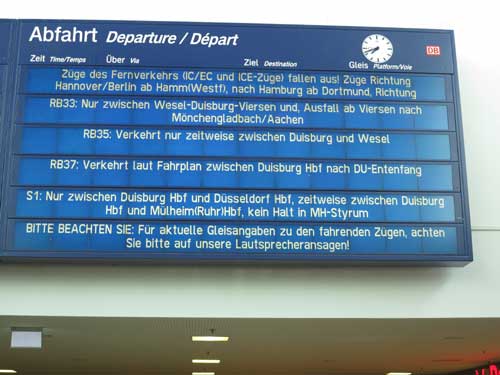 Abfahrt Departure / Départ
Zeit Time/Temps Über Via Ziel Destination Gleis Platform/Voie DB
Züge des Fernverkehrs (IC/EC und ICE-Züge) fallen aus! Züge Richtung
Hannover/Berlin ab Hamm(Westf), nach Hamburg ab Dortmund, Richtung
RB33: Nur zwischen Wesel-Duisburg-Viersen und, Ausfall ab Viersen nach
Mönchengladbach/Aachen
RB35: Verkehrt nur zeitweise zwischen Duisburg und Wesel
RB37: Verkehrt laut Fahrplan zwischen Duisburg Hbf nach DU-Entenfang
S1: Nur zwischen Duisburg Hbf und Düsseldorf Hbf, zeitweise zwischen Duisburg
Hbf und Mülheim(Ruhr)Hbf, kein Halt in MH-Styrum
BITTE BEACHTEN SIE: Für aktuelle Gleisangaben zu den fahrenden Zügen, achten
Sie bitte auf unsere Lautsprecheransagen!